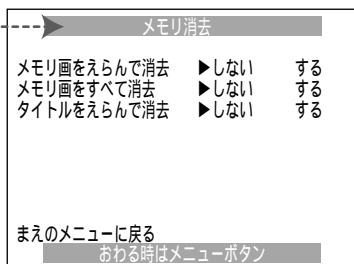 メモリ消去
メモリ画をえらんで消去 ▶しない する
メモリ画をすべて消去 ▶しない する
タイトルをえらんで消去 ▶しない する
まえのメニューに戻る
おわる時はメニューボタン